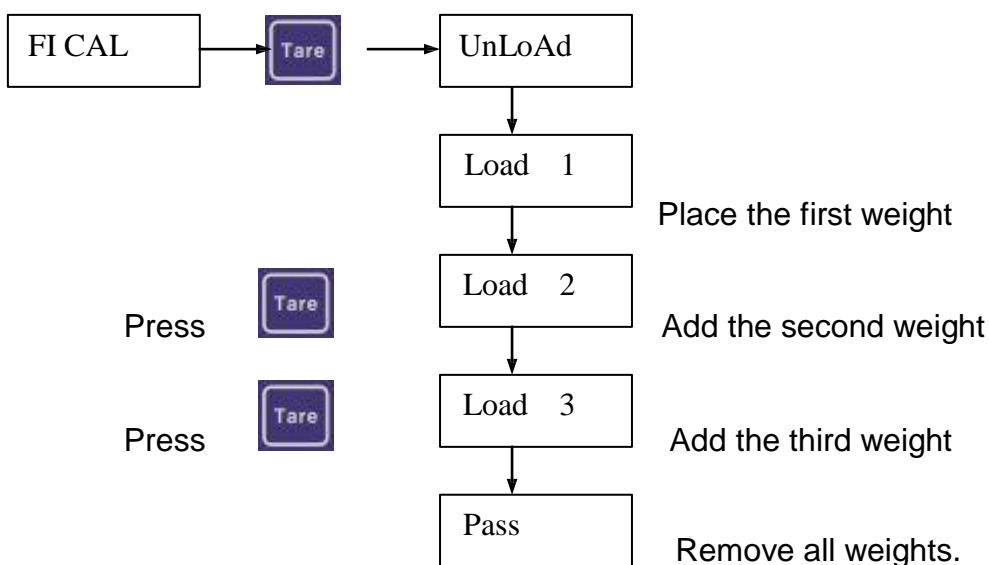 FI CAL Tare UnLoAd
Load 1
Place the first weight
Tare Load 2
Press Add the second weight
Tare Load 3
Press Add the third weight
Pass
Remove all weights.